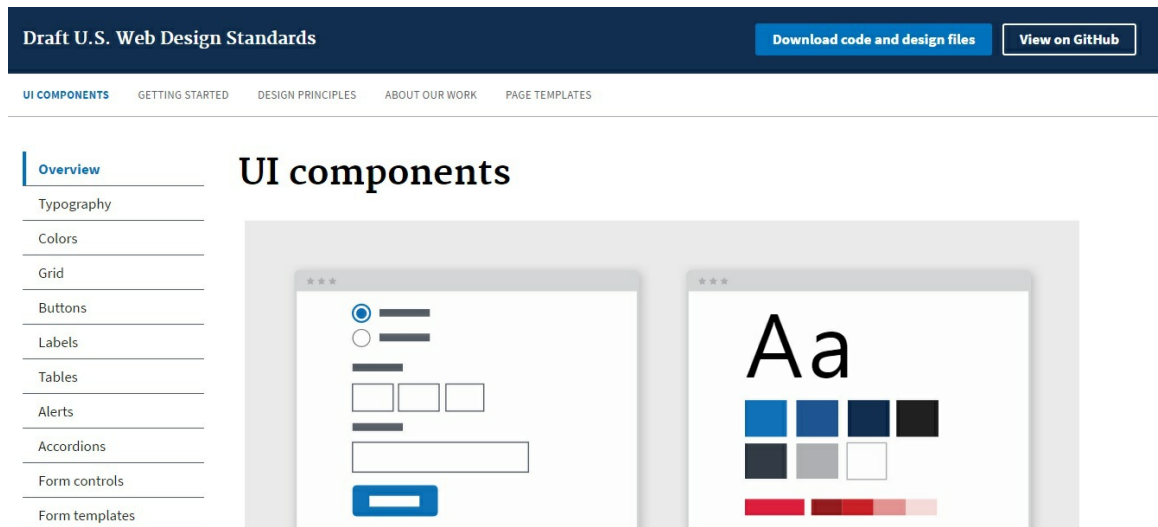 Draft U.S. Web Design Standards
Download code and design files
View on GitHub
UI COMPONENTS GETTING STARTED DESIGN PRINCIPLES ABOUT OUR WORK PAGE TEMPLATES
Overview
Typography
Colors
Grid
Buttons
Labels
Tables
Alerts
Accordions
Form controls
Form templates
UI components
Aa